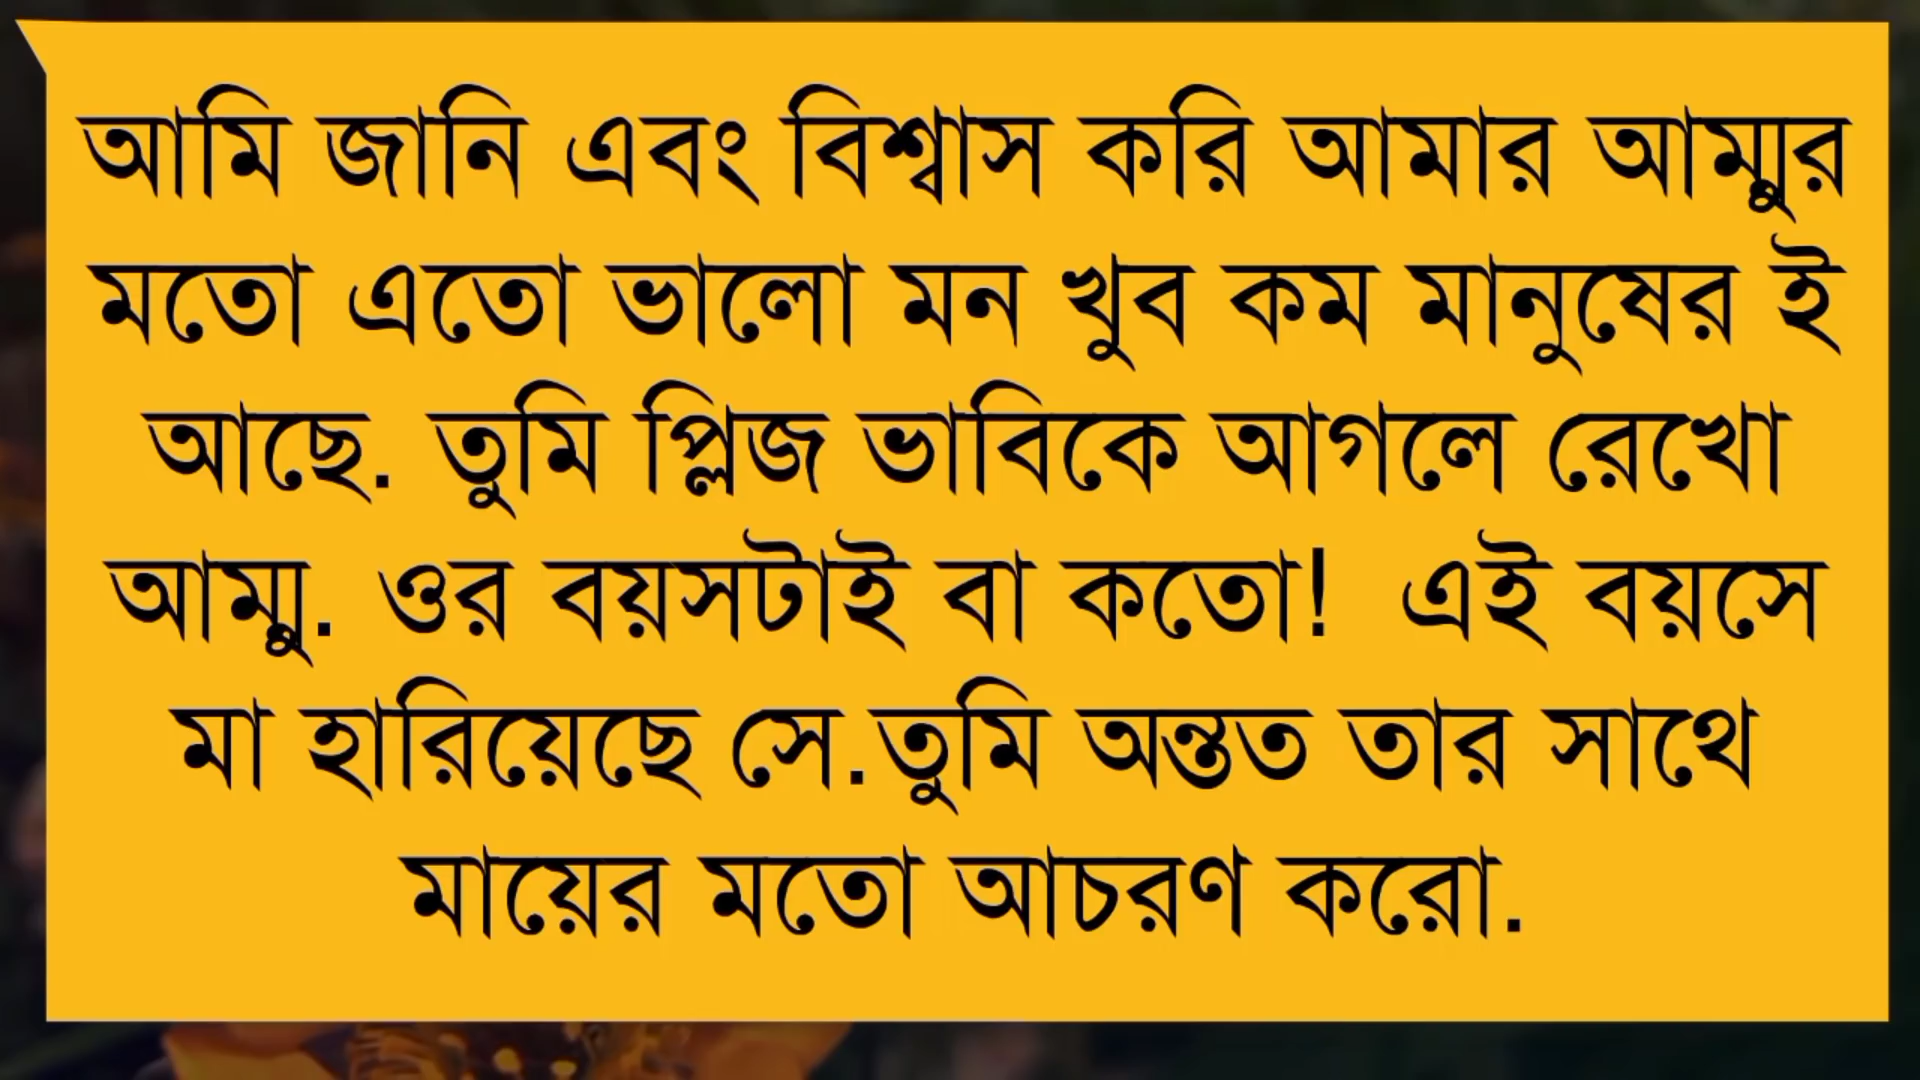 আমি জানি এবং বিশ্বাস করি আমার আম্মুর
মতো এতো ভালো মন খুব কম মানুষের ই
আছে. তুমি প্লিজ ভাবিকে আগলে রেখো
আম্মু. ওর বয়সটাই বা কতো!  এই বয়সে
মা হারিয়েছে সে.তুমি অন্তত তার সাথে
মায়ের মতো আচরণ করো.